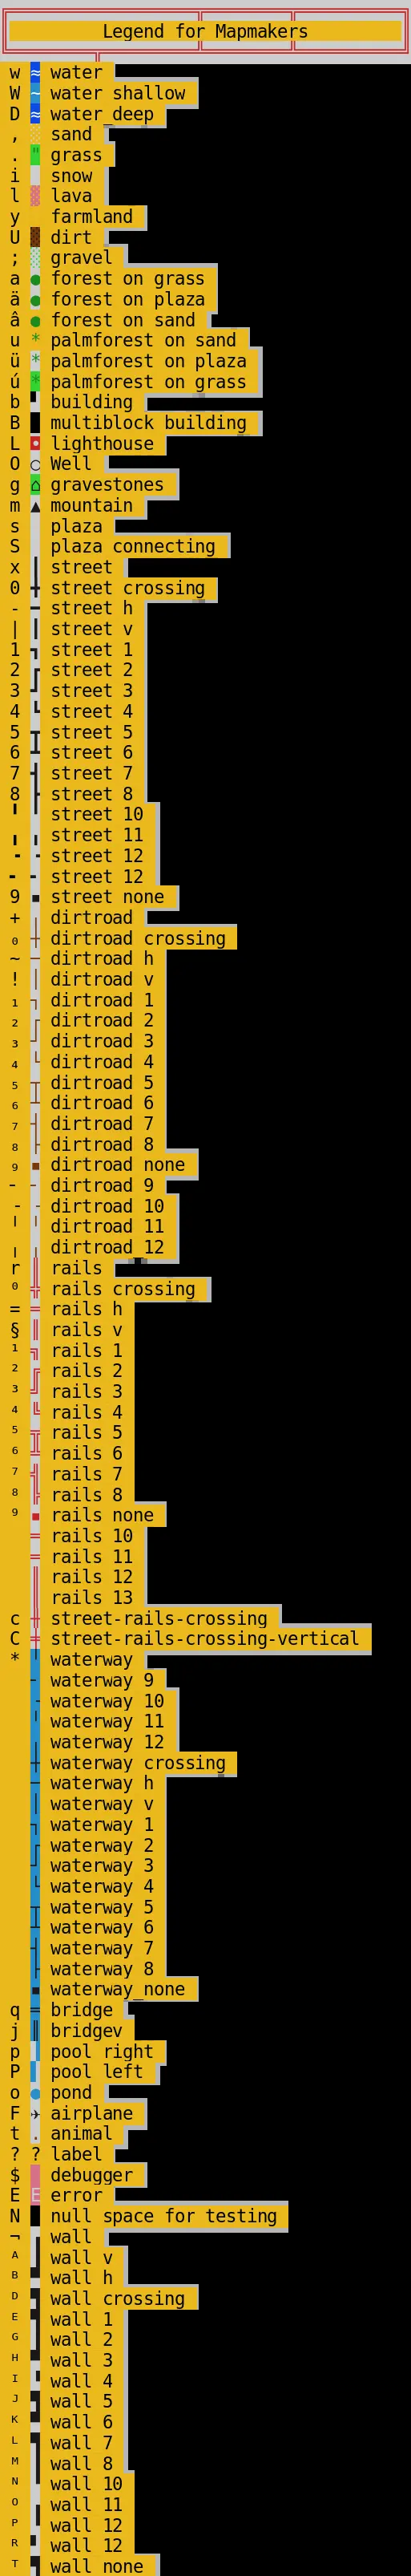 Legend for Mapmakers
w ≈ water
W ~ water shallow
D ≈ water_deep
, ░ sand
. " grass
i snow
l ▒ lava
y farmland
U ▒ dirt
; ░ gravel
a ● forest on grass
ä ● forest on plaza
â ● forest on sand
u * palmforest on sand
ü * palmforest on plaza
ú * palmforest on grass
b ▖ building
B █ multiblock building
L ◘ lighthouse
O ○ Well
g ⌂ gravestones
m ▲ mountain
s plaza
S plaza connecting
x ┃ street
0 ╋ street crossing
- ━ street h
| ┃ street v
1 ┓ street 1
2 ┏ street 2
3 ┛ street 3
4 ┗ street 4
5 ┳ street 5
6 ┻ street 6
7 ┫ street 7
8 ┣ street 8
╹ street 10
╻ ╻ street 11
╺ ╺ street 12
╸ ╸ street 12
9 ▪ street none
+ │ dirtroad
₀ ┼ dirtroad crossing
~ ─ dirtroad h
! │ dirtroad v
₁ ┐ dirtroad 1
₂ ┌ dirtroad 2
₃ ┘ dirtroad 3
₄ └ dirtroad 4
₅ ┬ dirtroad 5
₆ ┴ dirtroad 6
₇ ┤ dirtroad 7
₈ ├ dirtroad 8
₉ ▪ dirtroad none
╴ ╴ dirtroad 9
╶ ╶ dirtroad 10
╵ ╵ dirtroad 11
╷ ╷ dirtroad_12
r ║ rails
⁰ ╬ rails crossing
= ═ rails h
§ ║ rails v
¹ ╗ rails 1
² ╔ rails 2
³ ╝ rails 3
⁴ ╚ rails 4
⁵ ╦ rails 5
⁶ ╩ rails 6
⁷ ╣ rails 7
⁸ ╠ rails 8
⁹ ▪ rails none
═ rails 10
═ rails 11
║ rails 12
║ rails 13
c ╫ street-rails-crossing
C ╪ street-rails-crossing-vertical
* ╵ waterway
╴ waterway 9
╶ waterway 10
╵ waterway 11
╷ waterway 12
┼ waterway crossing
─ waterway h
│ waterway v
┐ waterway 1
┌ waterway 2
┘ waterway 3
└ waterway 4
┬ waterway 5
┴ waterway 6
┤ waterway 7
├ waterway 8
▪ waterway_none
q ═ bridge
j ║ bridgev
p ▐ pool right
P ▌ pool left
o ● pond
F ✈ airplane
t . animal
? ? label
$ debugger
E E error
N █ null space for testing
¬ wall
ᴬ wall v
ᴮ wall h
ᴰ wall crossing
ᴱ wall 1
ᴳ wall 2
ᴴ wall 3
ᴵ wall 4
ᴶ wall 5
ᴷ wall 6
ᴸ wall 7
ᴹ wall 8
ᴺ wall 10
ᴼ wall 11
ᴾ wall 12
ᴿ wall 12
ᵀ wall none